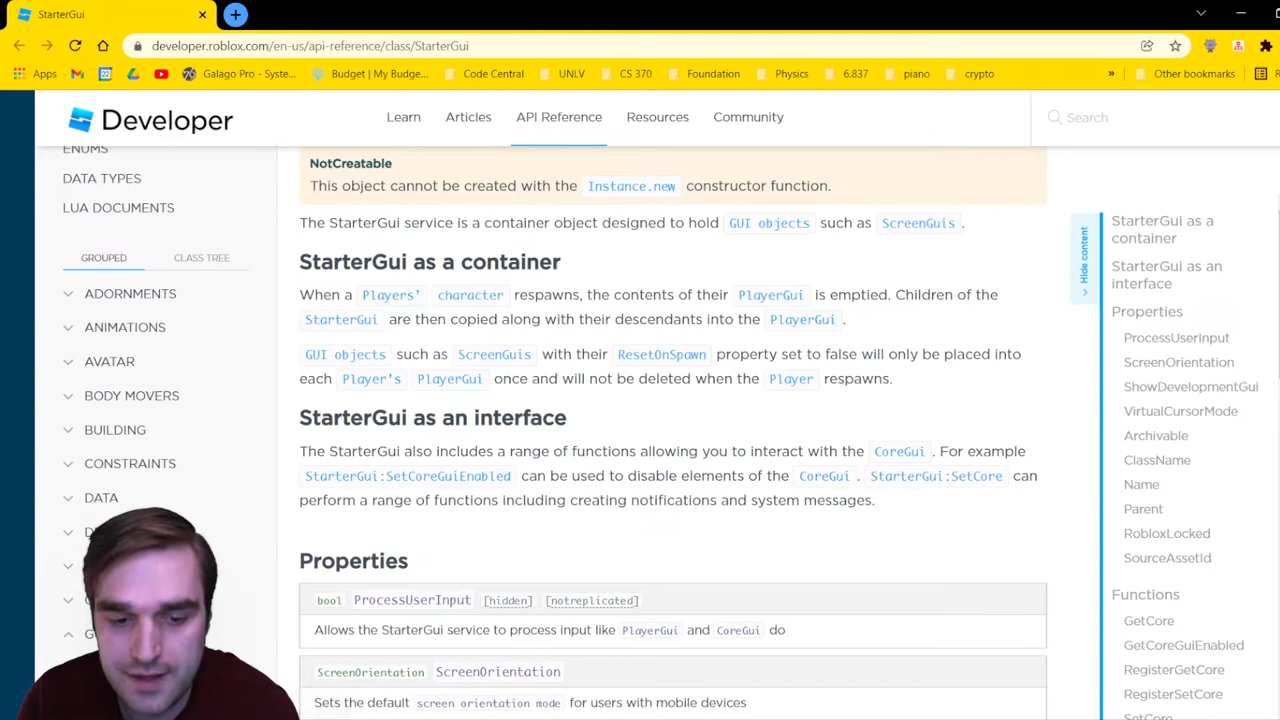 StarterGui
developer.roblox.com/en-us/api-reference/class/StarterGui
Apps
Galago Pro - Syste...
Budget | My Budge...
Code Central
UNLV
CS 370
Foundation
Physics
6.837
piano
crypto
»
Other bookmarks
Developer
Learn
Articles
API Reference
Resources
Community
Search
ENUMS
DATA TYPES
LUA DOCUMENTS
GROUPED
CLASS TREE
ADORNMENTS
ANIMATIONS
AVATAR
BODY MOVERS
BUILDING
CONSTRAINTS
DATA
NotCreatable
This object cannot be created with the Instance.new constructor function.
The StarterGui service is a container object designed to hold GUI objects such as ScreenGuis.
StarterGui as a container
When a Players’ character respawns, the contents of their PlayerGui is emptied. Children of the
StarterGui are then copied along with their descendants into the PlayerGui.
GUI objects such as ScreenGuis with their ResetOnSpawn property set to false will only be placed into
each Player’s PlayerGui once and will not be deleted when the Player respawns.
StarterGui as an interface
The StarterGui also includes a range of functions allowing you to interact with the CoreGui. For example
StarterGui:SetCoreGuiEnabled can be used to disable elements of the CoreGui. StarterGui:SetCore can
perform a range of functions including creating notifications and system messages.
Properties
bool ProcessUserInput [hidden] [notreplicated]
Allows the StarterGui service to process input like PlayerGui and CoreGui do
ScreenOrientation ScreenOrientation
Sets the default screen orientation mode for users with mobile devices
Hide content
StarterGui as a
container
StarterGui as an
interface
Properties
ProcessUserInput
ScreenOrientation
ShowDevelopmentGui
VirtualCursorMode
Archivable
ClassName
Name
Parent
RobloxLocked
SourceAssetId
Functions
GetCore
GetCoreGuiEnabled
RegisterGetCore
RegisterSetCore
SetCore